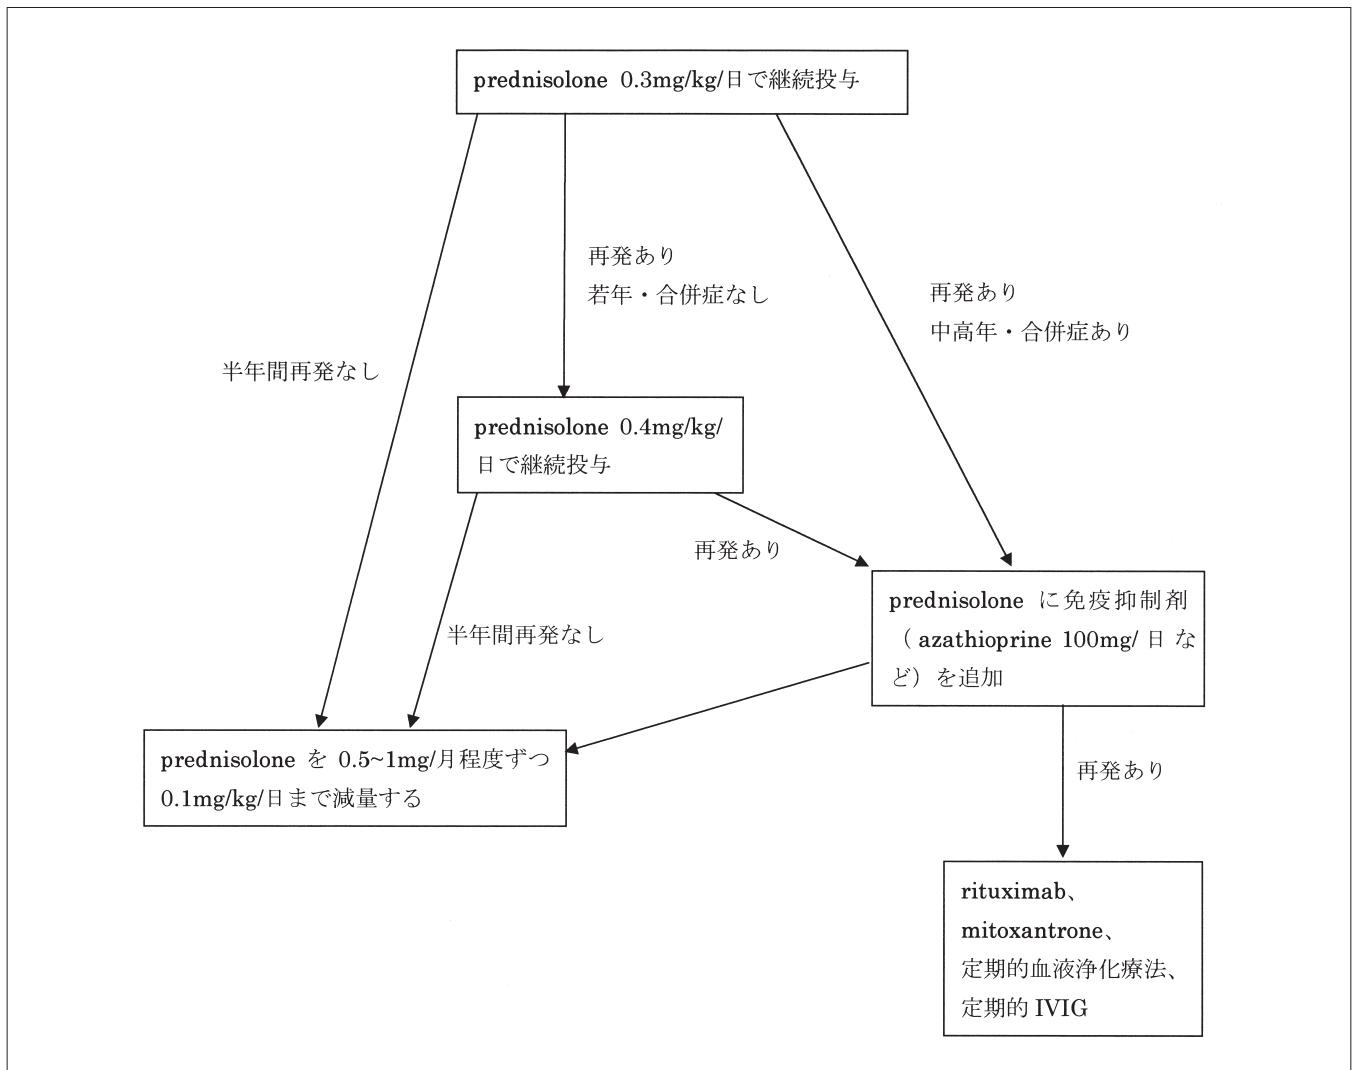 prednisolone 0.3mg/kg/日で継続投与
再発あり
若年・合併症なし
再発あり
中高年・合併症あり
半年間再発なし
prednisolone 0.4mg/kg/
日で継続投与
再発あり
prednisolone に免疫抑制剤
（azathioprine 100mg/日な
ど）を追加
半年間再発なし
prednisolone を 0.5~1mg/月程度ずつ
0.1mg/kg/日まで減量する
再発あり
rituximab、
mitoxantrone、
定期的血液浄化療法、
定期的 IVIG